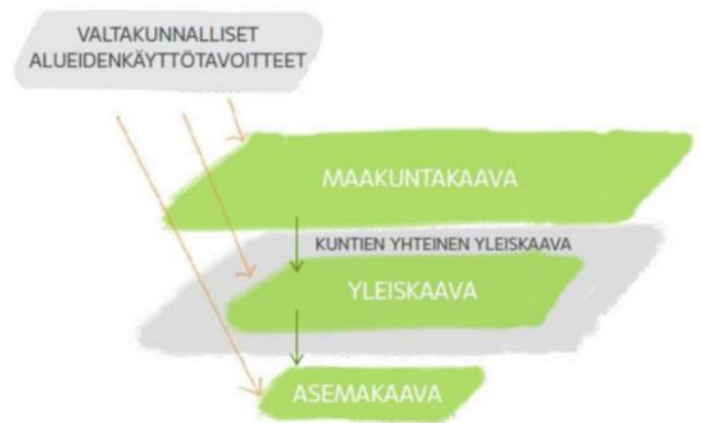 VALTAKUNNALLISET
ALUEIDENKÄYTTÖTAVOITTEET
MAAKUNTAKAAVA
KUNTIEN YHTEINEN YLEISKAAVA
YLEISKAAVA
ASEMAKAAVA